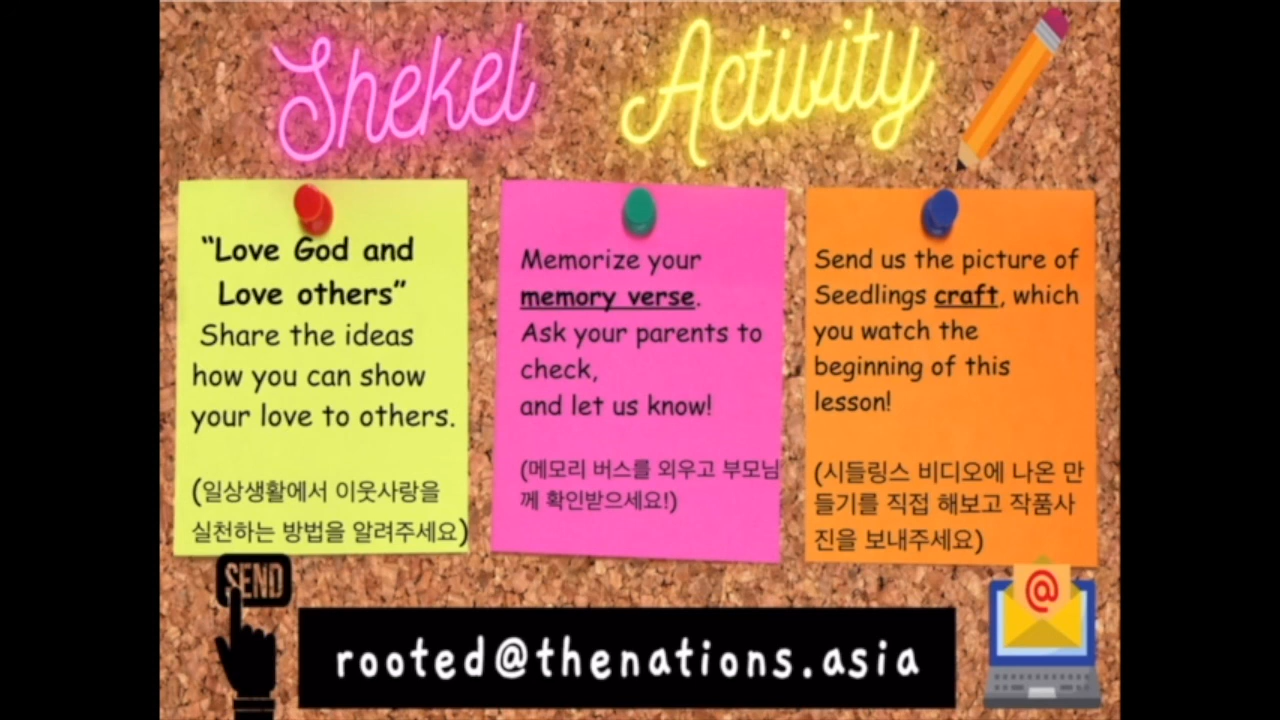 Shekel Activity
“Love God and
Love others”
Share the ideas
how you can show
your love to others.
(일상생활에서 이웃사랑을
실천하는 방법을 알려주세요)
Memorize your
memory verse.
Ask your parents to
check,
and let us know!
(메모리 버스를 외우고 부모님
께 확인받으세요!)
Send us the picture of
Seedlings craft, which
you watch the
beginning of this
lesson!
(시들링스 비디오에 나온 만
들기를 직접 해보고 작품사
진을 보내주세요)
SEND
@
rooted@thenations.asia